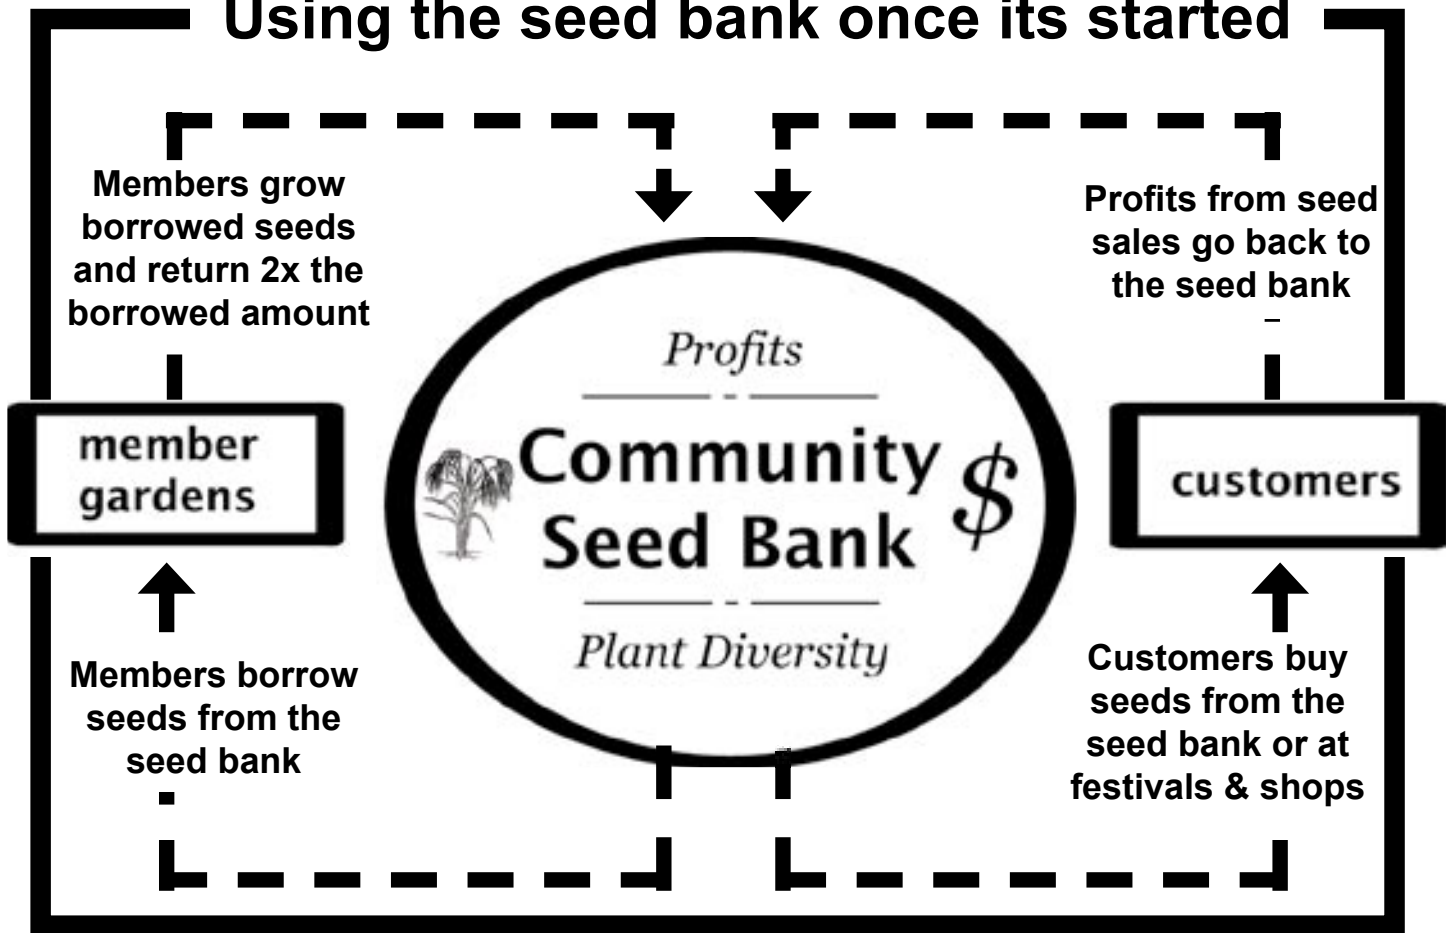 Using the seed bank once its started
Members grow
borrowed seeds
and return 2x the
borrowed amount
Profits from seed
sales go back to
the seed bank
Profits
Community
Seed Bank
$
Plant Diversity
member
gardens
customers
Members borrow
seeds from the
seed bank
Customers buy
seeds from the
seed bank or at
festivals & shops